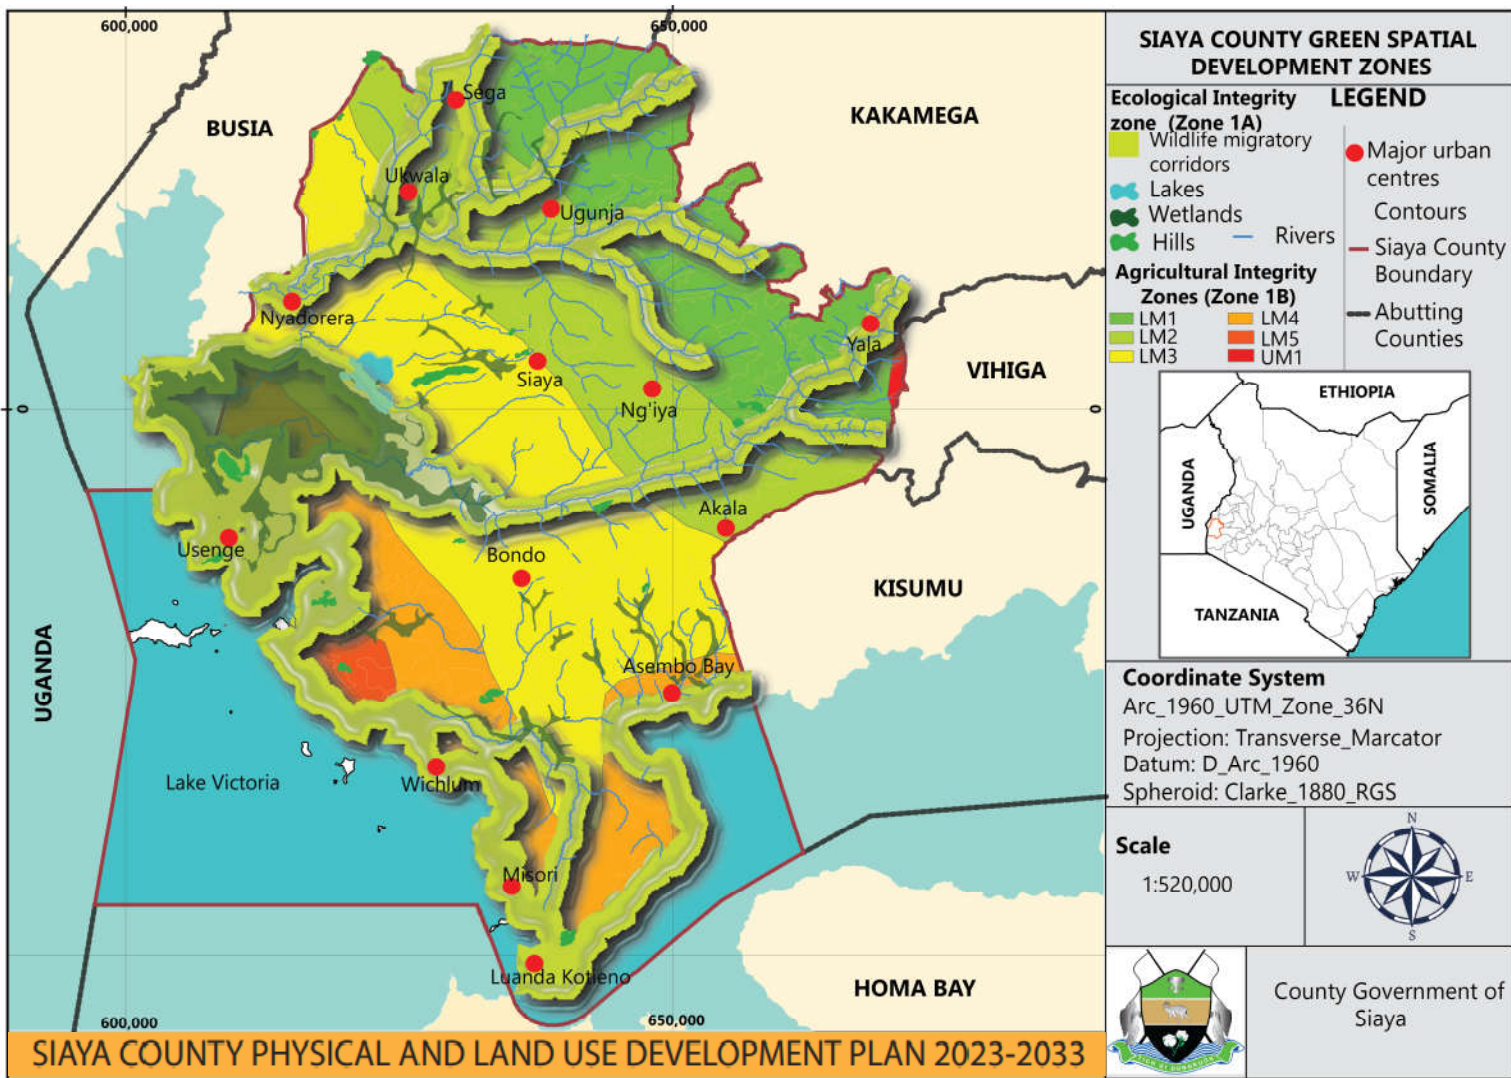 600,000
650,000
BUSIA
KAKAMEGA
Sega
Ukwala
Ugunja
Nyadorera
Yala
Siaya
Ng'iya
VIHIGA
0
0
Akala
Usenge
Bondo
KISUMU
UGANDA
Asembo Bay
Lake Victoria
Wichlum
Misori
Luanda Kotieno
HOMA BAY
600,000
650,000
SIAYA COUNTY PHYSICAL AND LAND USE DEVELOPMENT PLAN 2023-2033
SIAYA COUNTY GREEN SPATIAL
DEVELOPMENT ZONES
LEGEND
Ecological Integrity
zone (Zone 1A)
Wildlife migratory
corridors
Lakes
Wetlands
Hills
Rivers
Agricultural Integrity
Zones (Zone 1B)
LM1
LM2
LM3
LM4
LM5
UM1
Major urban
centres
Contours
Siaya County
Boundary
Abutting
Counties
ETHIOPIA
UGANDA
SOMALIA
TANZANIA
Coordinate System
Arc_1960_UTM_Zone_36N
Projection: Transverse_Marcator
Datum: D_Arc_1960
Spheroid: Clarke_1880_RGS
Scale
1:520,000
N
W
E
S
County Government of
Siaya